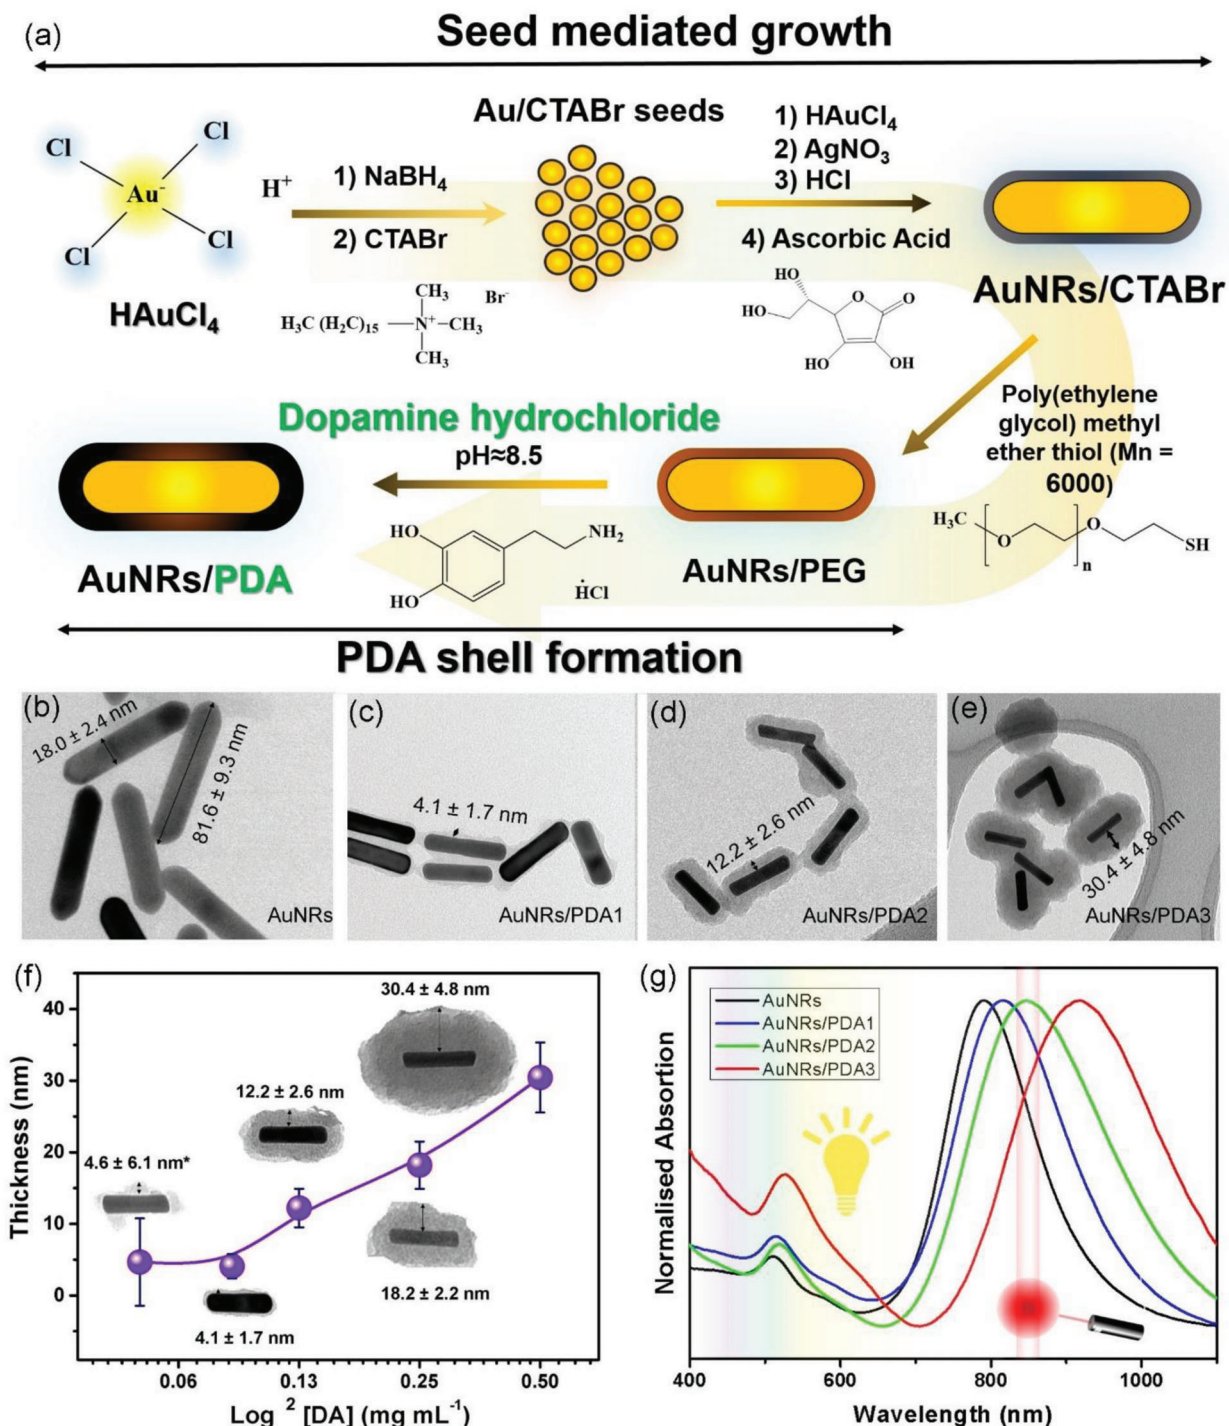 (a)
Seed mediated growth
Cl
Cl
Au⁻
Cl
Cl
H⁺
HAuCl₄
1) NaBH₄
2) CTABr
H₃C (H₂C)₁₅
CH₃
N⁺
CH₃
CH₃
Br⁻
Au/CTABr seeds
1) HAuCl₄
2) AgNO₃
3) HCl
4) Ascorbic Acid
HO
HO
O
O
HO
OH
AuNRs/CTABr
Poly(ethylene
glycol) methyl
ether thiol (Mn =
6000)
H₃C
O
O
n
SH
AuNRs/PEG
Dopamine hydrochloride
pH≈8.5
HO
HO
NH₂
HCl
AuNRs/PDA
PDA shell formation
(b)
18.0 ± 2.4 nm
81.6 ± 9.3 nm
AuNRs
(c)
4.1 ± 1.7 nm
AuNRs/PDA1
(d)
12.2 ± 2.6 nm
AuNRs/PDA2
(e)
30.4 ± 4.8 nm
AuNRs/PDA3
(f)
Thickness (nm)
40
30
20
10
0
4.6 ± 6.1 nm*
4.1 ± 1.7 nm
12.2 ± 2.6 nm
30.4 ± 4.8 nm
18.2 ± 2.2 nm
0.06
0.13
0.25
0.50
Log ² [DA] (mg mL⁻¹)
(g)
Normalised Absortion
AuNRs
AuNRs/PDA1
AuNRs/PDA2
AuNRs/PDA3
400
600
800
1000
Wavelength (nm)